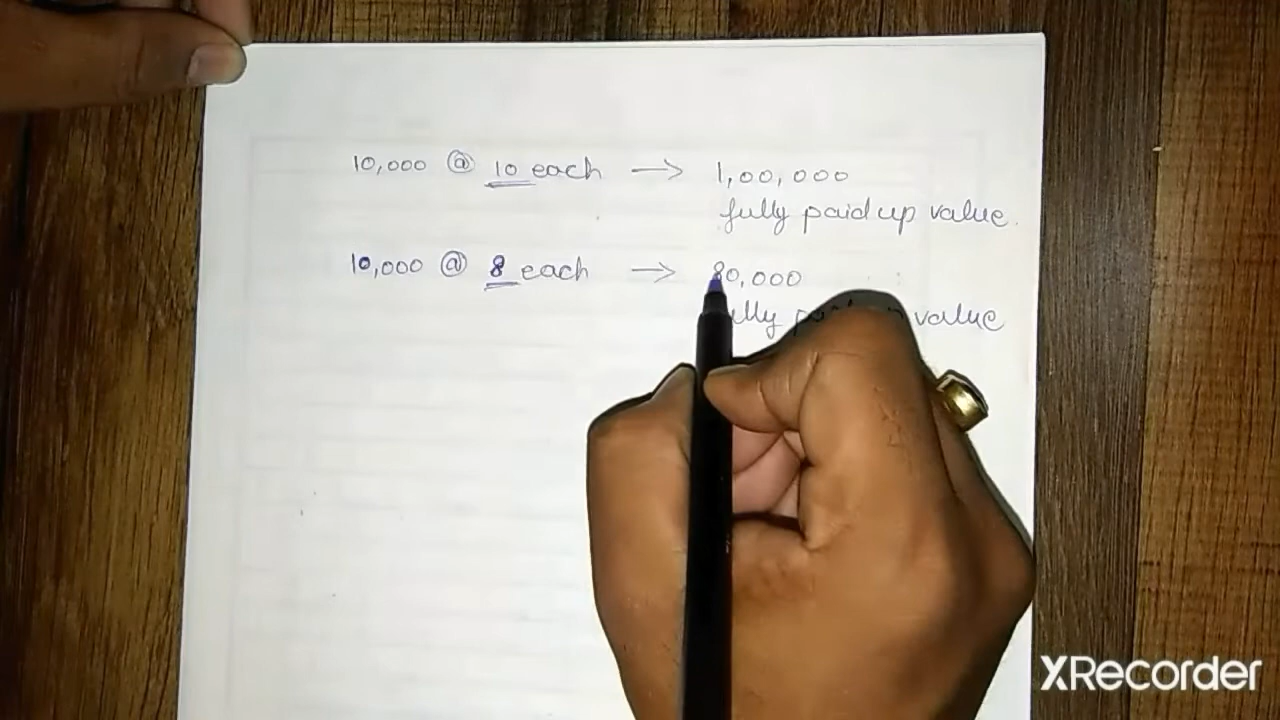 10,000 @ 10 each → 1,00,000
fully paid up value.
10,000 @ 8 each → 80,000
value
XRecorder